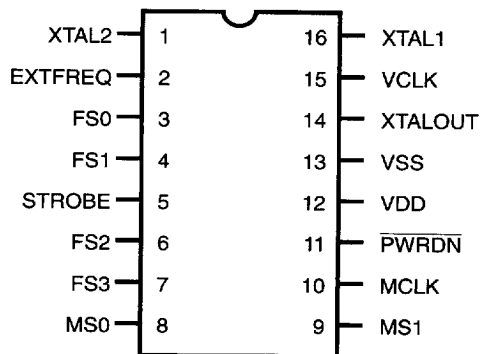 XTAL2 1 16 XTAL1
EXTFREQ 2 15 VCLK
FS0 3 14 XTALOUT
FS1 4 13 VSS
STROBE 5 12 VDD
FS2 6 11 PWRDN
FS3 7 10 MCLK
MS0 8 9 MS1